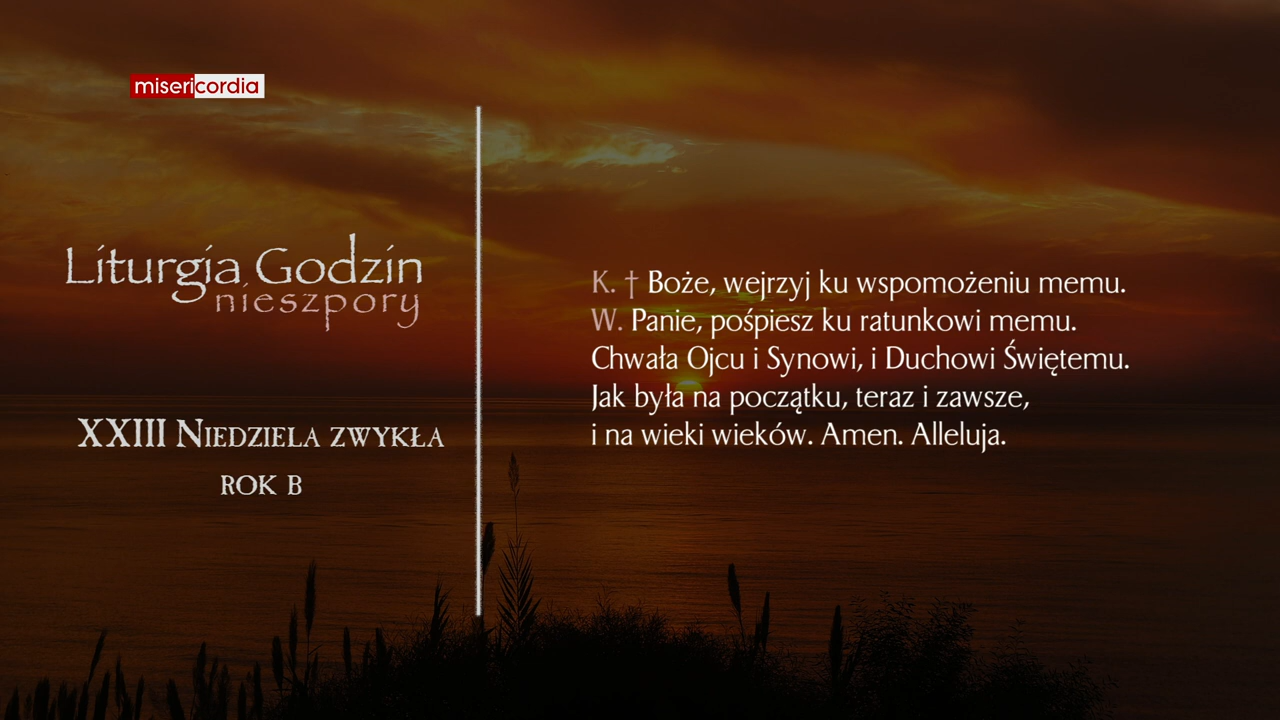 misericordia
Liturgia Godzin
nieszpory
XXIII Niedziela zwykła
rok B
K. † Boże, wejrzyj ku wspomożeniu memu.
W. Panie, pośpiesz ku ratunkowi memu.
Chwała Ojcu i Synowi, i Duchowi Świętemu.
Jak była na początku, teraz i zawsze,
i na wieki wieków. Amen. Alleluja.